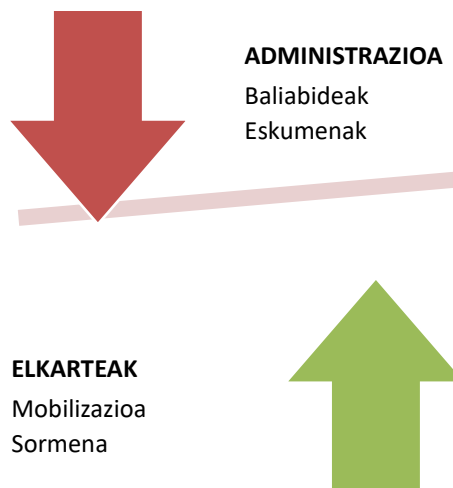 ADMINISTRAZIOA
Baliabideak
Eskumenak
ELKARTEAK
Mobilizazioa
Sormena